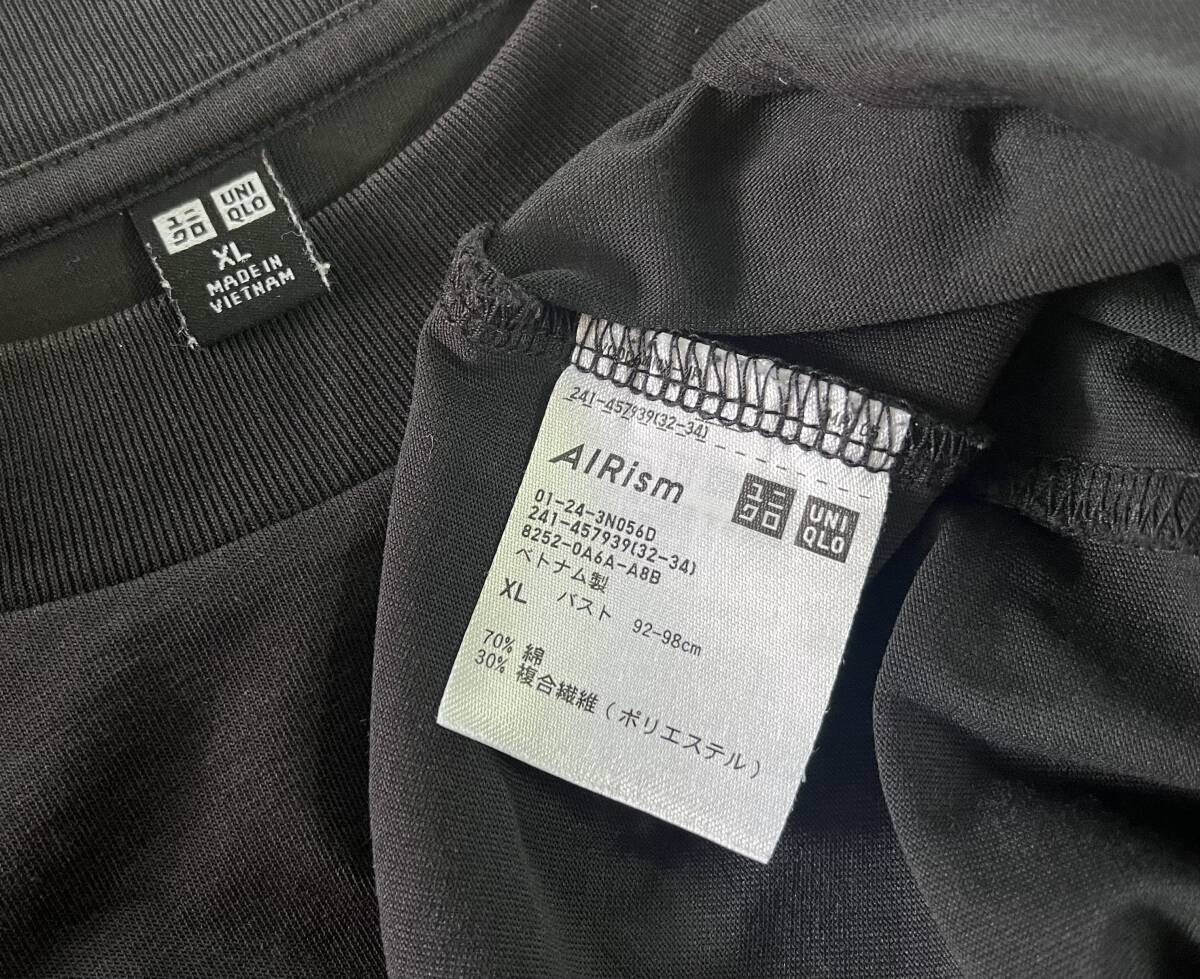 ユニ
クロ
UNI
QLO
XL
MADE IN
VIETNAM
241-457939(32-34)
AIRism
ユニ
クロ
UNI
QLO
01-24-3N056D
241-457939(32-34)
8252-0A6A-A8B
ベトナム製
XL バスト 92-98cm
70% 綿
30% 複合繊維 (ポリエステル)